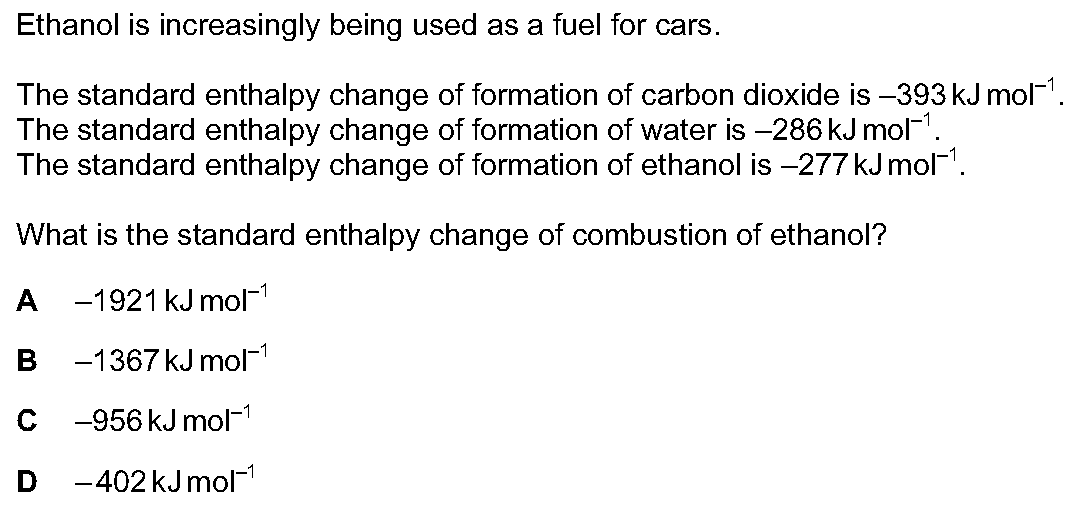 Ethanol is increasingly being used as a fuel for cars.
The standard enthalpy change of formation of carbon dioxide is –393 kJ mol⁻¹.
The standard enthalpy change of formation of water is –286 kJ mol⁻¹.
The standard enthalpy change of formation of ethanol is –277 kJ mol⁻¹.
What is the standard enthalpy change of combustion of ethanol?
A –1921 kJ mol⁻¹
B –1367 kJ mol⁻¹
C –956 kJ mol⁻¹
D –402 kJ mol⁻¹